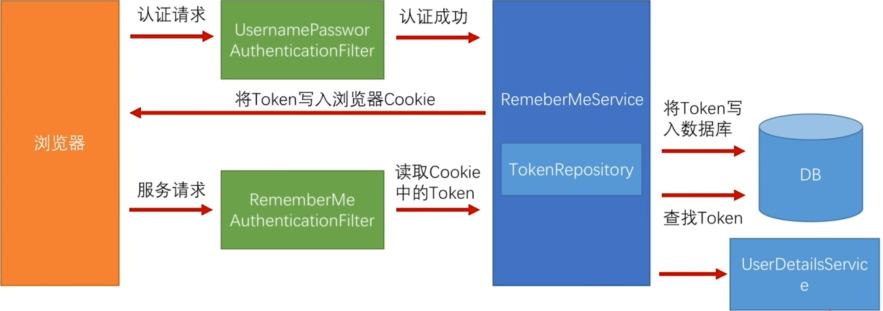 认证请求
UsernamePasswor
AuthenticationFilter
认证成功
将Token写入浏览器Cookie
浏览器
RemeberMeService
将Token写
入数据库
TokenRepository
DB
服务请求
RememberMe
AuthenticationFilter
读取Cookie
中的Token
查找Token
UserDetailsServic
e